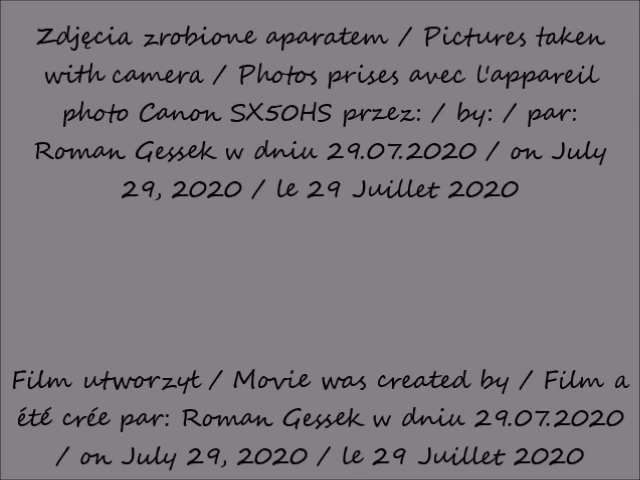 Zdjęcia zrobione aparatem / Pictures taken
with camera / Photos prises avec l'appareil
photo Canon SX50HS przez: / by: / par:
Roman Gessek w dniu 29.07.2020 / on July
29, 2020 / le 29 Juillet 2020
Film utworzył / Movie was created by / Film a
été crée par: Roman Gessek w dniu 29.07.2020
/ on July 29, 2020 / le 29 Juillet 2020